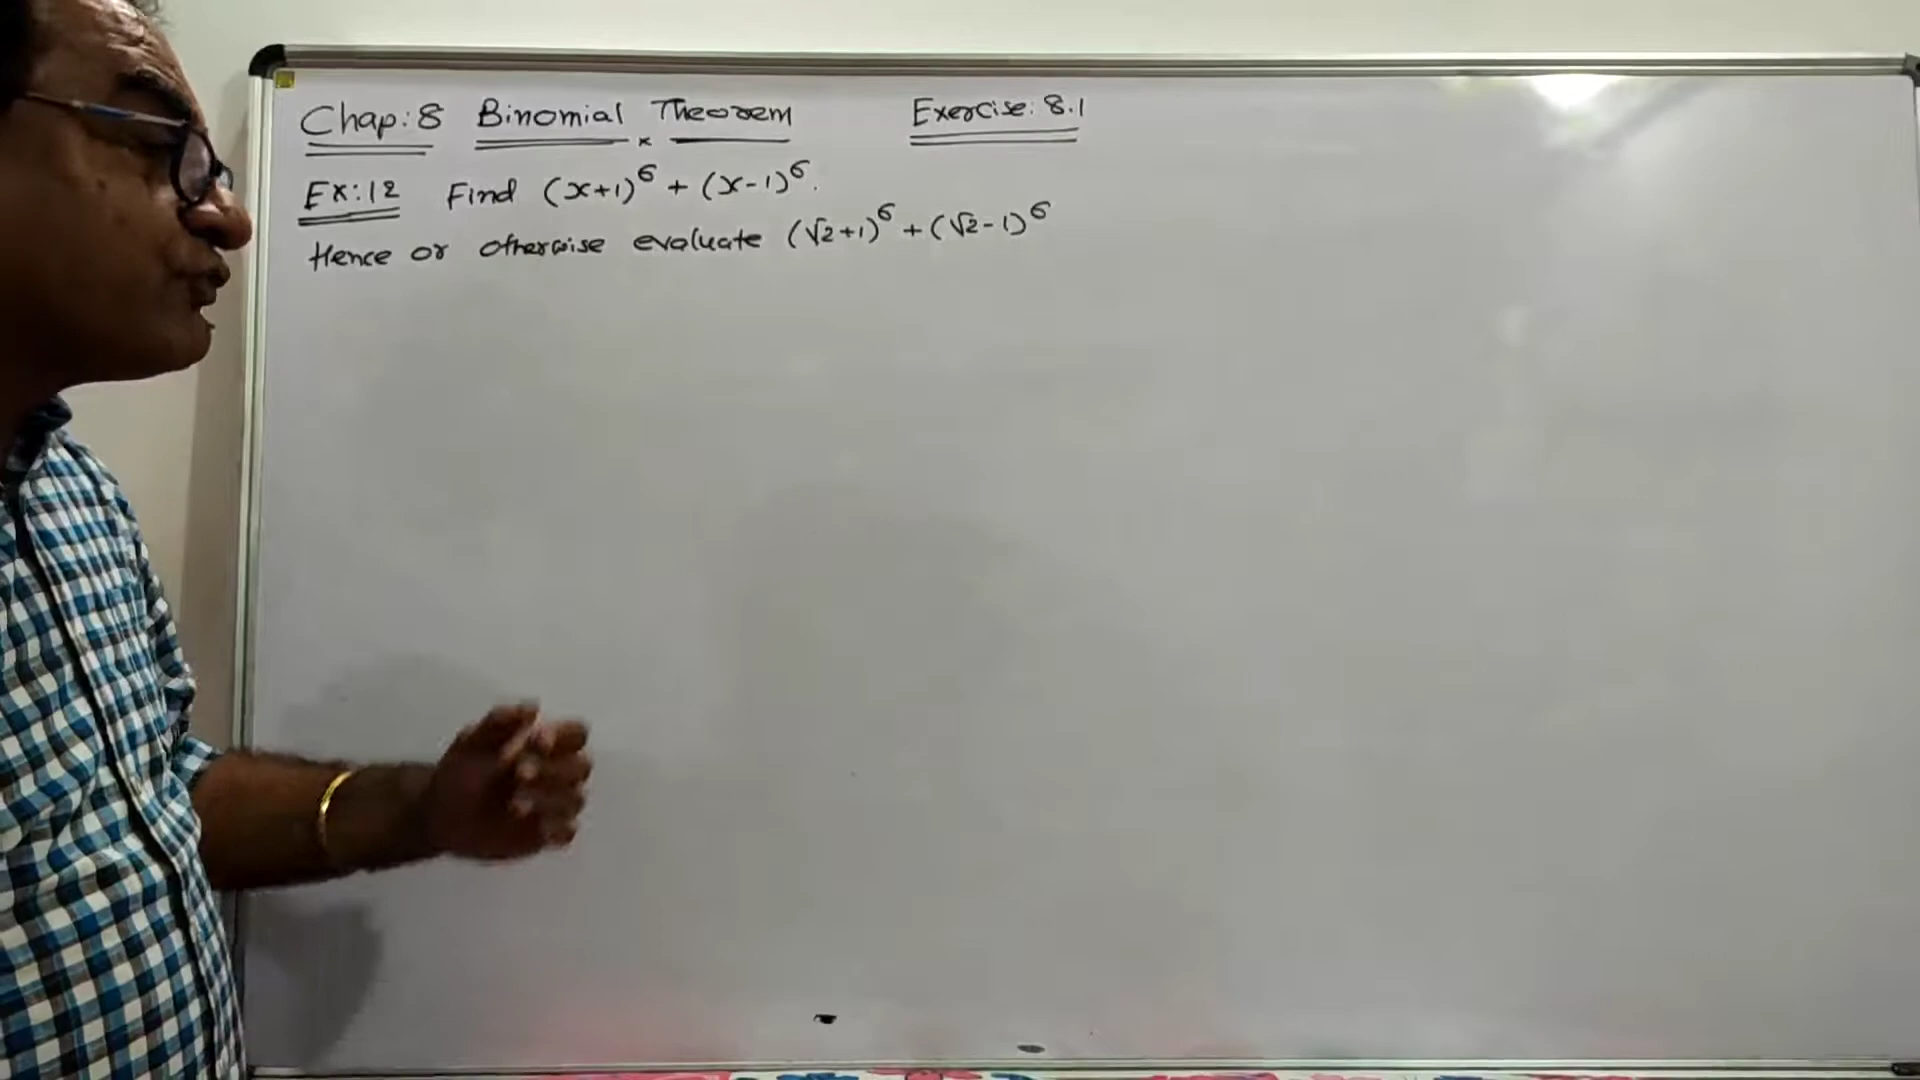 Chap: 8 Binomial Theorem Exercise: 8.1
Ex: 12 Find (x+1)⁶ + (x-1)⁶.
Hence or otherwise evaluate (√2+1)⁶ + (√2-1)⁶